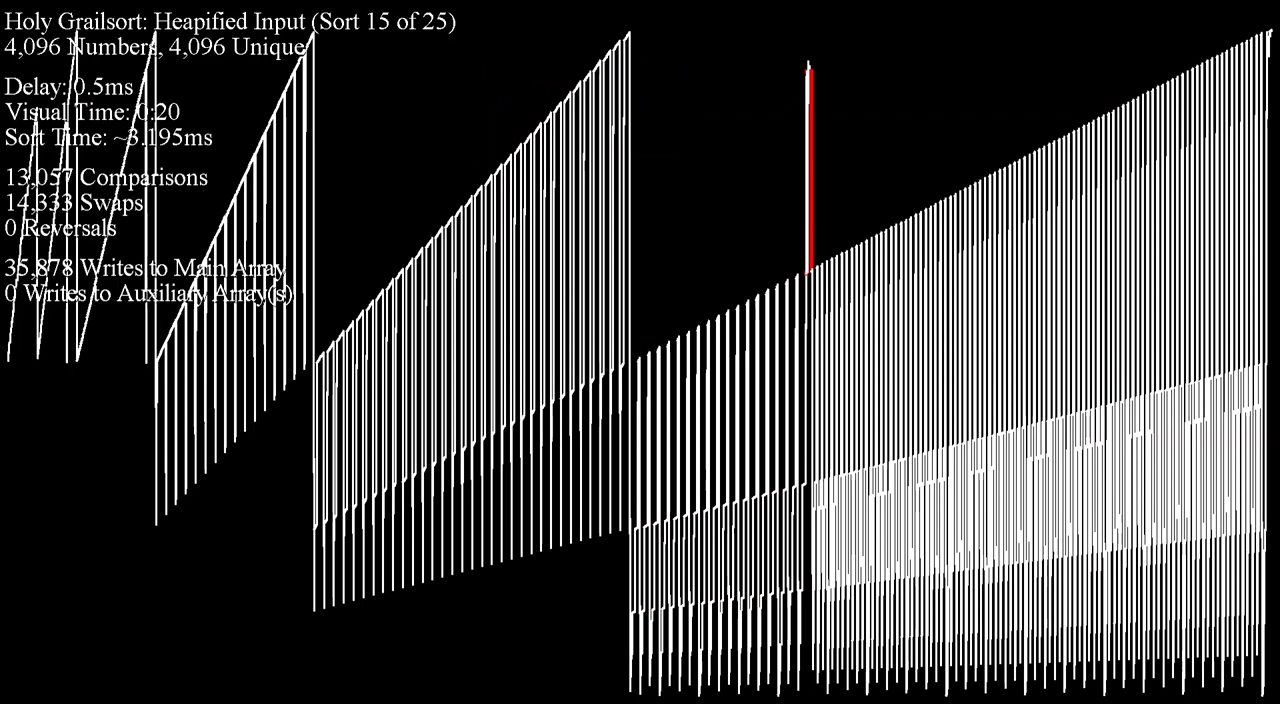 Holy Grailsort: Heapified Input (Sort 15 of 25)
4,096 Numbers, 4,096 Unique
Delay: 0.5ms
Visual Time: 0:20
Sort Time: ~3.195ms
13,057 Comparisons
14,333 Swaps
0 Reversals
35,878 Writes to Main Array
0 Writes to Auxiliary Array(s)